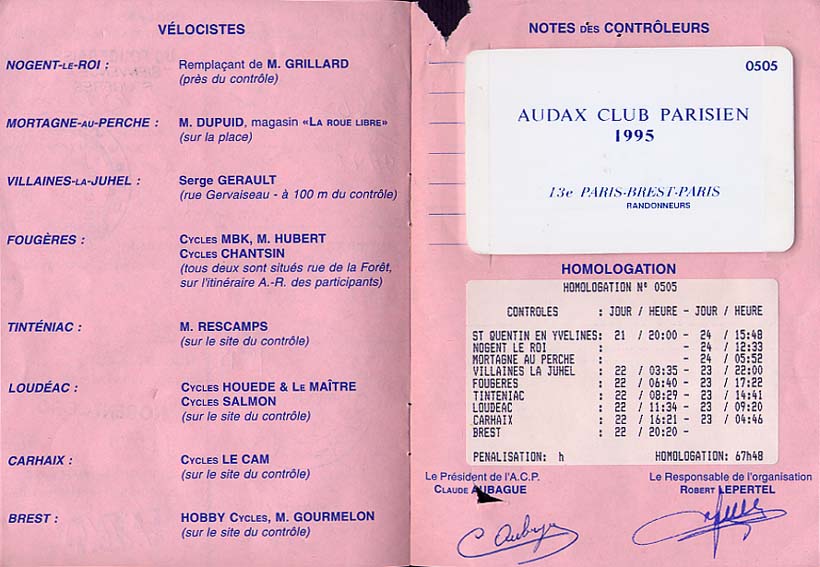 VÉLOCISTES
NOGENT-LE-ROI : Remplaçant de M. GRILLARD
(près du contrôle)
MORTAGNE-AU-PERCHE : M. DUPUID, magasin «LA ROUE LIBRE»
(sur la place)
VILLAINES-LA-JUHEL : Serge GERAULT
(rue Gervaiseau - à 100 m du contrôle)
FOUGÈRES : CYCLES MBK, M. HUBERT
CYCLES CHANTSIN
(tous deux sont situés rue de la Forêt,
sur l'itinéraire A.-R. des participants)
TINTÉNIAC : M. RESCAMPS
(sur le site du contrôle)
LOUDÉAC : CYCLES HOUEDE & LE MAÎTRE
CYCLES SALMON
(sur le site du contrôle)
CARHAIX : CYCLES LE CAM
(sur le site du contrôle)
BREST : HOBBY CYCLES, M. GOURMELON
(sur le site du contrôle)
NOTES DES CONTRÔLEURS
0505
AUDAX CLUB PARISIEN
1995
13e PARIS-BREST-PARIS
RANDONNEURS
HOMOLOGATION
HOMOLOGATION N° 0505
CONTROLES : JOUR / HEURE - JOUR / HEURE
ST QUENTIN EN YVELINES: 21 / 20:00 - 24 / 15:48
NOGENT LE ROI : - 24 / 12:33
MORTAGNE AU PERCHE : - 24 / 05:52
VILLAINES LA JUHEL : 22 / 03:35 - 23 / 22:00
FOUGERES : 22 / 06:40 - 23 / 17:22
TINTENIAC : 22 / 08:29 - 23 / 14:41
LOUDEAC : 22 / 11:34 - 23 / 09:20
CARHAIX : 22 / 16:21 - 23 / 04:46
BREST : 22 / 20:20 -
PENALISATION: h HOMOLOGATION: 67h48
Le Président de l'A.C.P. Le Responsable de l'organisation
CLAUDE AUBAGUE ROBERT LEPERTEL
C. Aubague